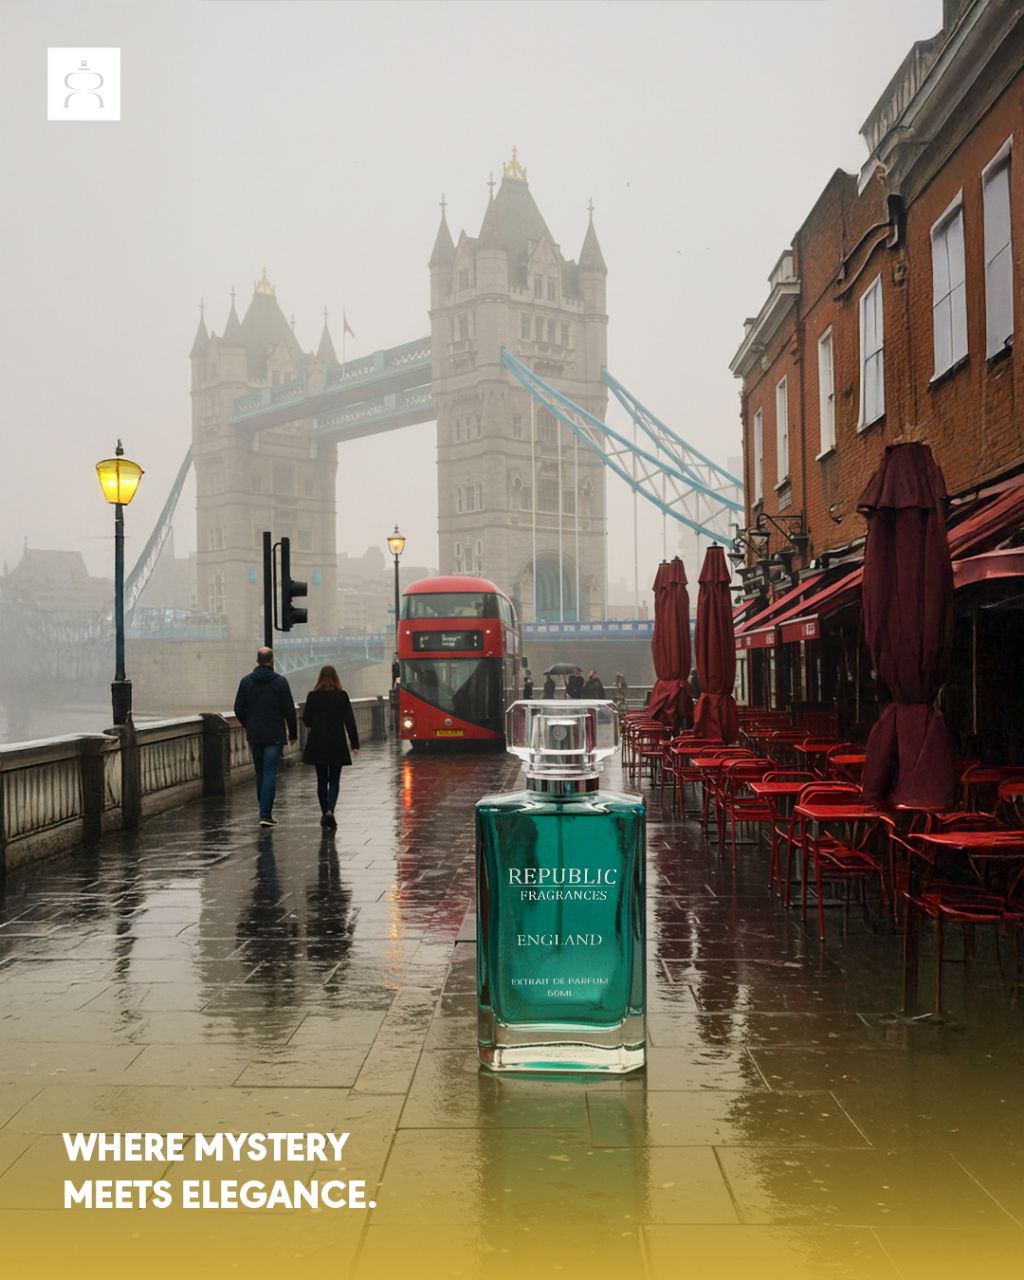 REPUBLIC
FRAGRANCES
ENGLAND
EXTRAIT DE PARFUM
50ML
WHERE MYSTERY
MEETS ELEGANCE.